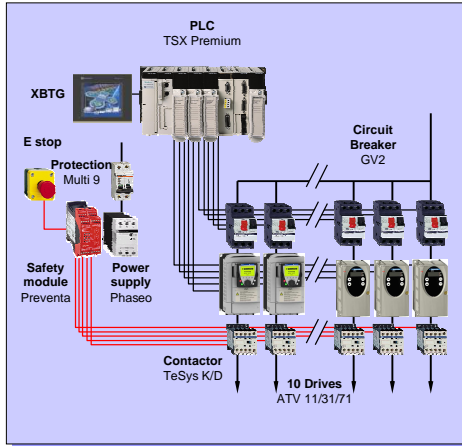 PLC
TSX Premium
XBTG
E stop
Protection
Multi 9
Circuit
Breaker
GV2
Safety
module
Preventa
Power
supply
Phaseo
Contactor
TeSys K/D
10 Drives
ATV 11/31/71